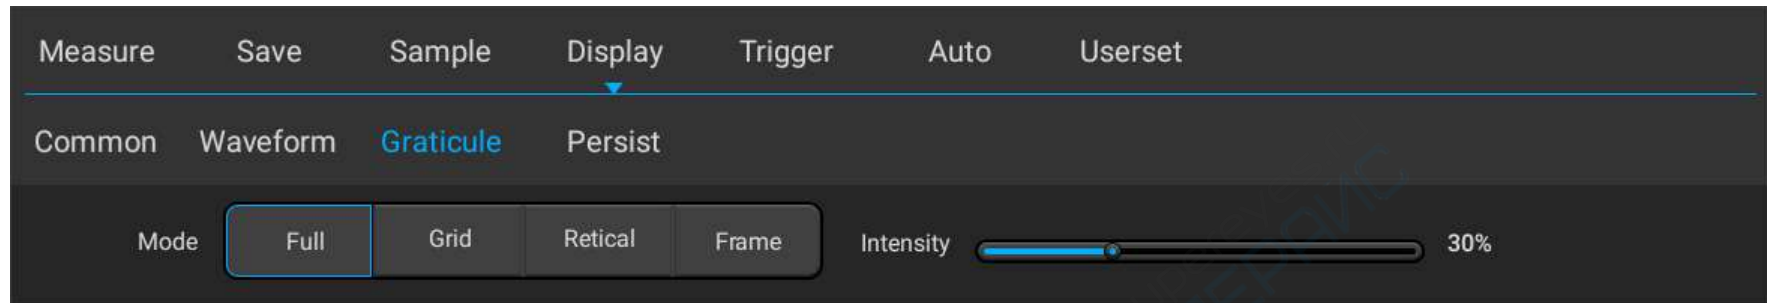 Measure Save Sample Display Trigger Auto Userset
Common Waveform Graticule Persist
Mode Full Grid Retical Frame Intensity 30%